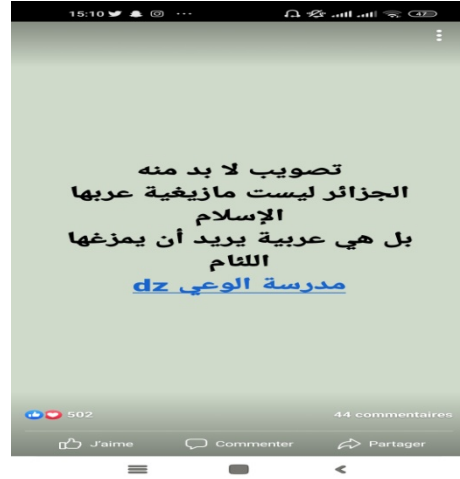 15:10 ... 47
تصويب لا بد منه
الجزائر ليست مازيغية عربها
الإسلام
بل هي عربية يريد أن يمزغها
اللئام
مدرسة الوعي dz
502 44 commentaires
J'aime Commenter Partager